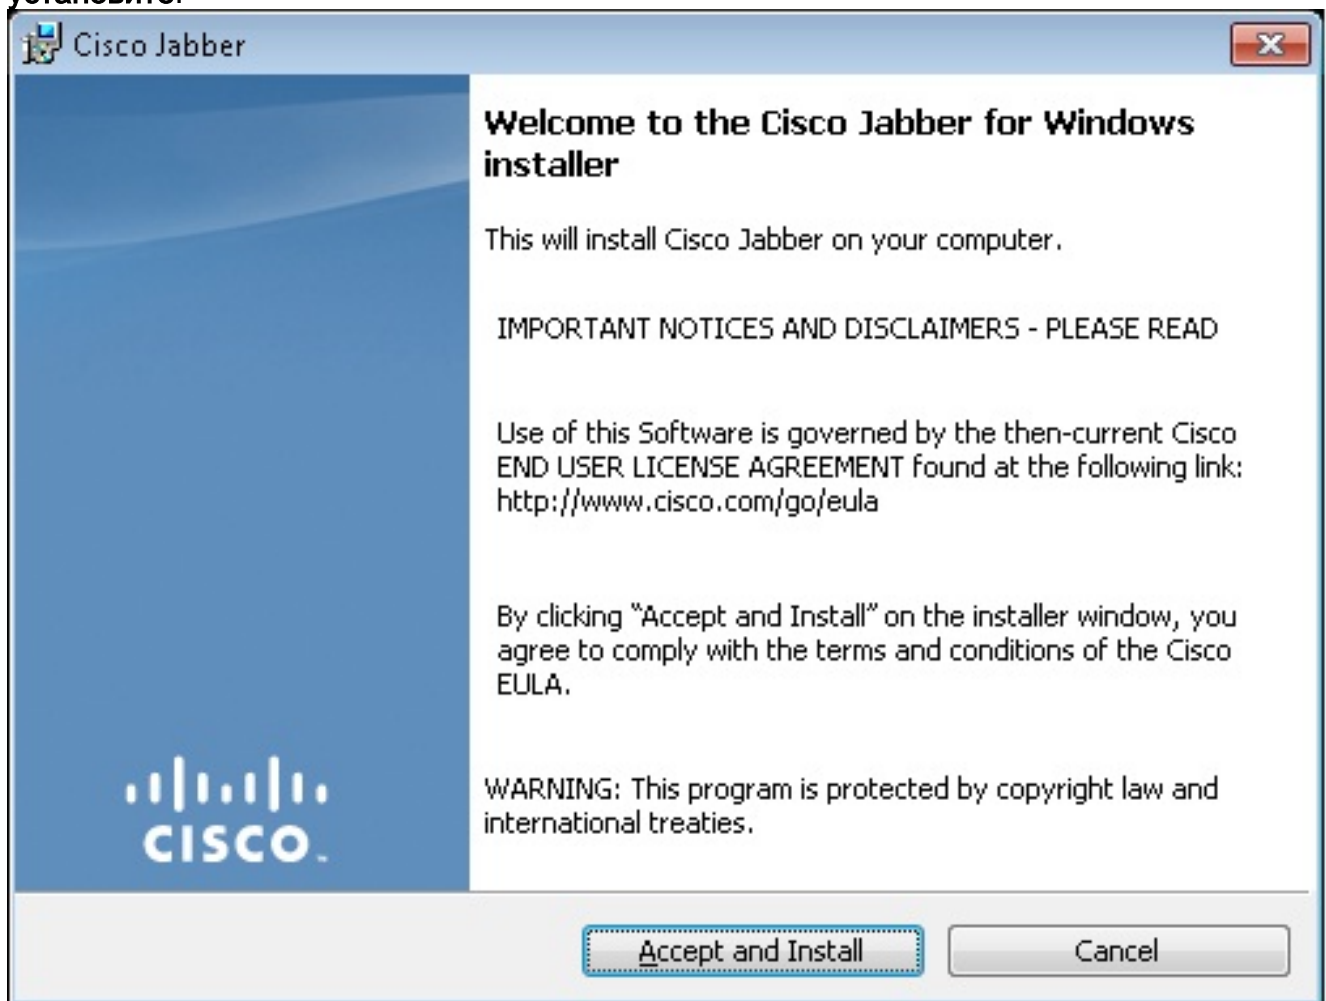 установите.
Cisco Jabber
Welcome to the Cisco Jabber for Windows
installer
This will install Cisco Jabber on your computer.
IMPORTANT NOTICES AND DISCLAIMERS - PLEASE READ
Use of this Software is governed by the then-current Cisco
END USER LICENSE AGREEMENT found at the following link:
http://www.cisco.com/go/eula
By clicking “Accept and Install” on the installer window, you
agree to comply with the terms and conditions of the Cisco
EULA.
WARNING: This program is protected by copyright law and
international treaties.
CISCO™
Accept and Install
Cancel